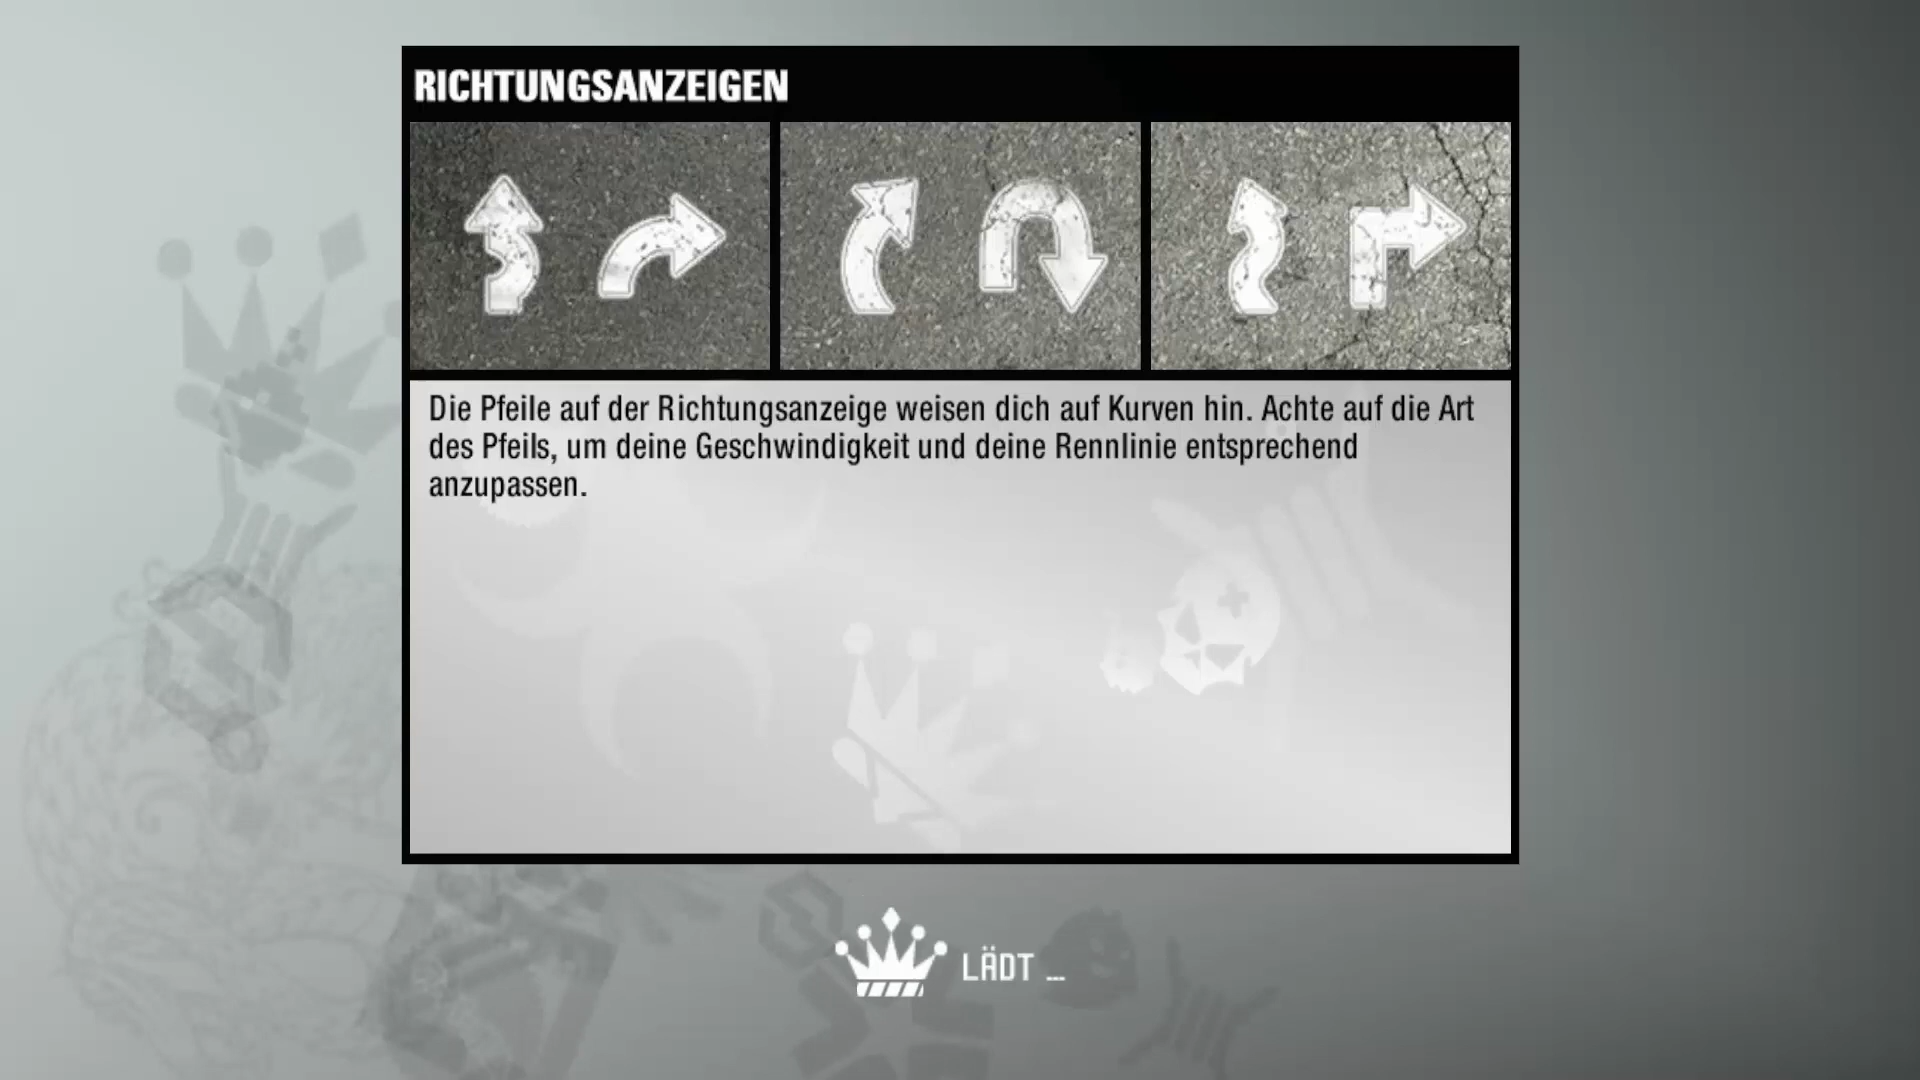 RICHTUNGSANZEIGEN
Die Pfeile auf der Richtungsanzeige weisen dich auf Kurven hin. Achte auf die Art
des Pfeils, um deine Geschwindigkeit und deine Rennlinie entsprechend
anzupassen.
LÄDT ...